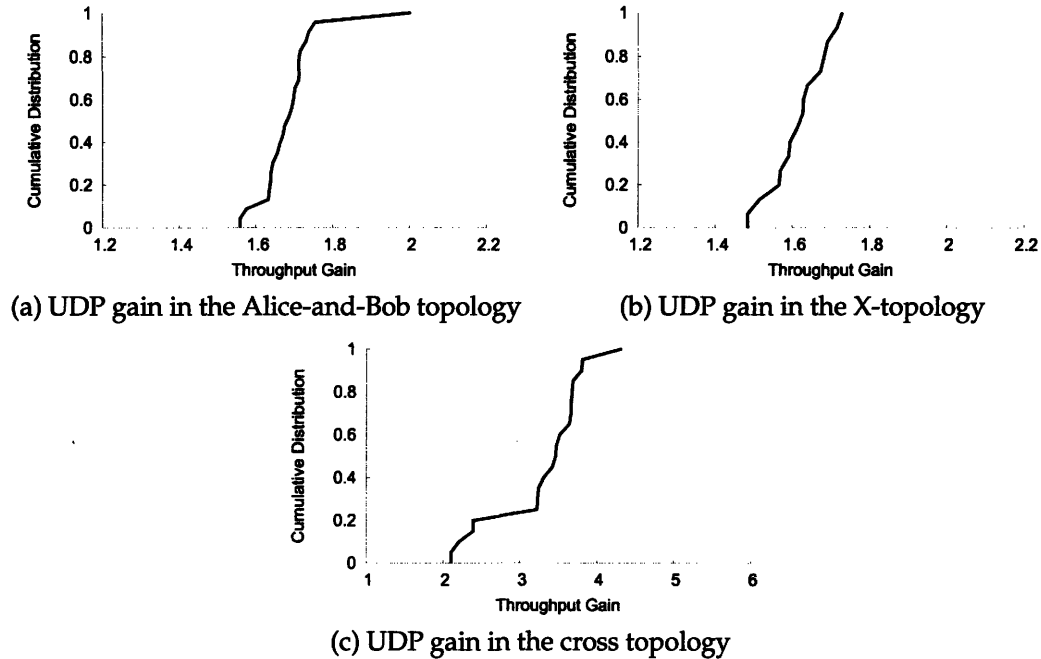 1
0.8
0.6
0.4
0.2
0
Cumulative Distribution
1.2 1.4 1.6 1.8 2 2.2
Throughput Gain
(a) UDP gain in the Alice-and-Bob topology
1
0.8
0.6
0.4
0.2
0
Cumulative Distribution
1.2 1.4 1.6 1.8 2 2.2
Throughput Gain
(b) UDP gain in the X-topology
1
0.8
0.6
0.4
0.2
0
Cumulative Distribution
1 2 3 4 5 6
Throughput Gain
(c) UDP gain in the cross topology